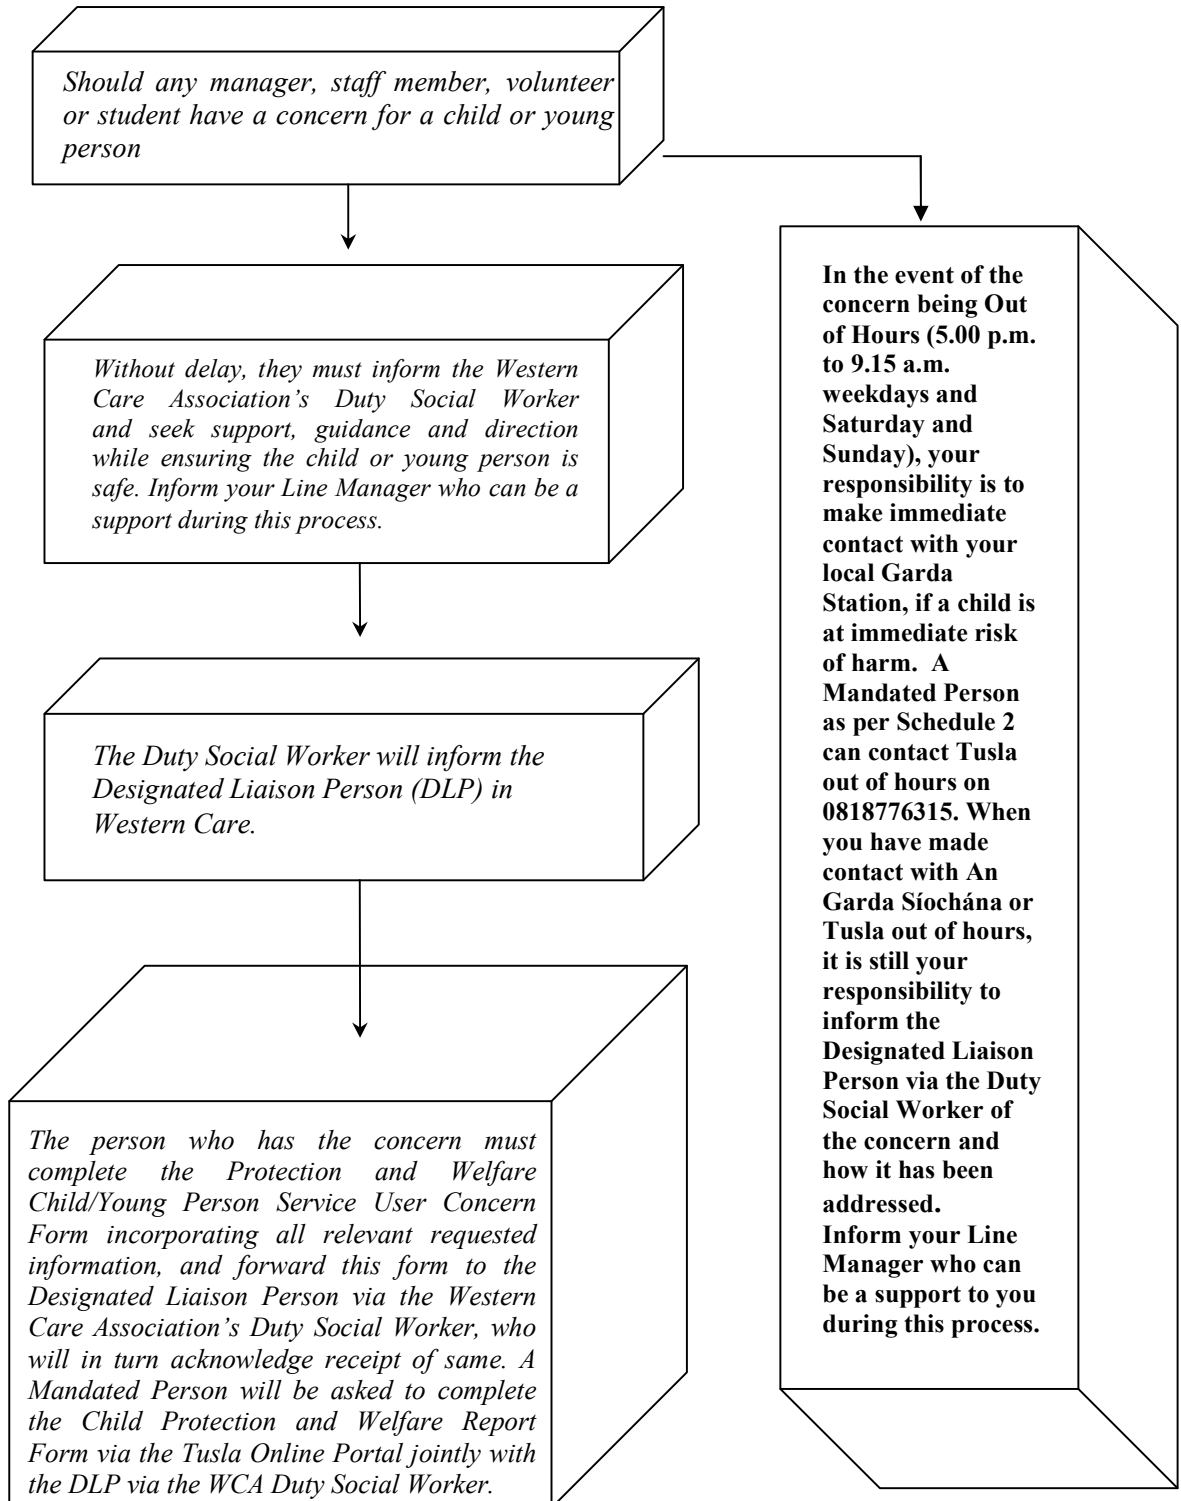 Should any manager, staff member, volunteer
or student have a concern for a child or young
person
Without delay, they must inform the Western
Care Association’s Duty Social Worker
and seek support, guidance and direction
while ensuring the child or young person is
safe. Inform your Line Manager who can be a
support during this process.
The Duty Social Worker will inform the
Designated Liaison Person (DLP) in
Western Care.
The person who has the concern must
complete the Protection and Welfare
Child/Young Person Service User Concern
Form incorporating all relevant requested
information, and forward this form to the
Designated Liaison Person via the Western
Care Association’s Duty Social Worker, who
will in turn acknowledge receipt of same. A
Mandated Person will be asked to complete
the Child Protection and Welfare Report
Form via the Tusla Online Portal jointly with
the DLP via the WCA Duty Social Worker.
In the event of the
concern being Out
of Hours (5.00 p.m.
to 9.15 a.m.
weekdays and
Saturday and
Sunday), your
responsibility is to
make immediate
contact with your
local Garda
Station, if a child is
at immediate risk
of harm.  A
Mandated Person
as per Schedule 2
can contact Tusla
out of hours on
0818776315. When
you have made
contact with An
Garda Síochána or
Tusla out of hours,
it is still your
responsibility to
inform the
Designated Liaison
Person via the Duty
Social Worker of
the concern and
how it has been
addressed.
Inform your Line
Manager who can
be a support to you
during this process.